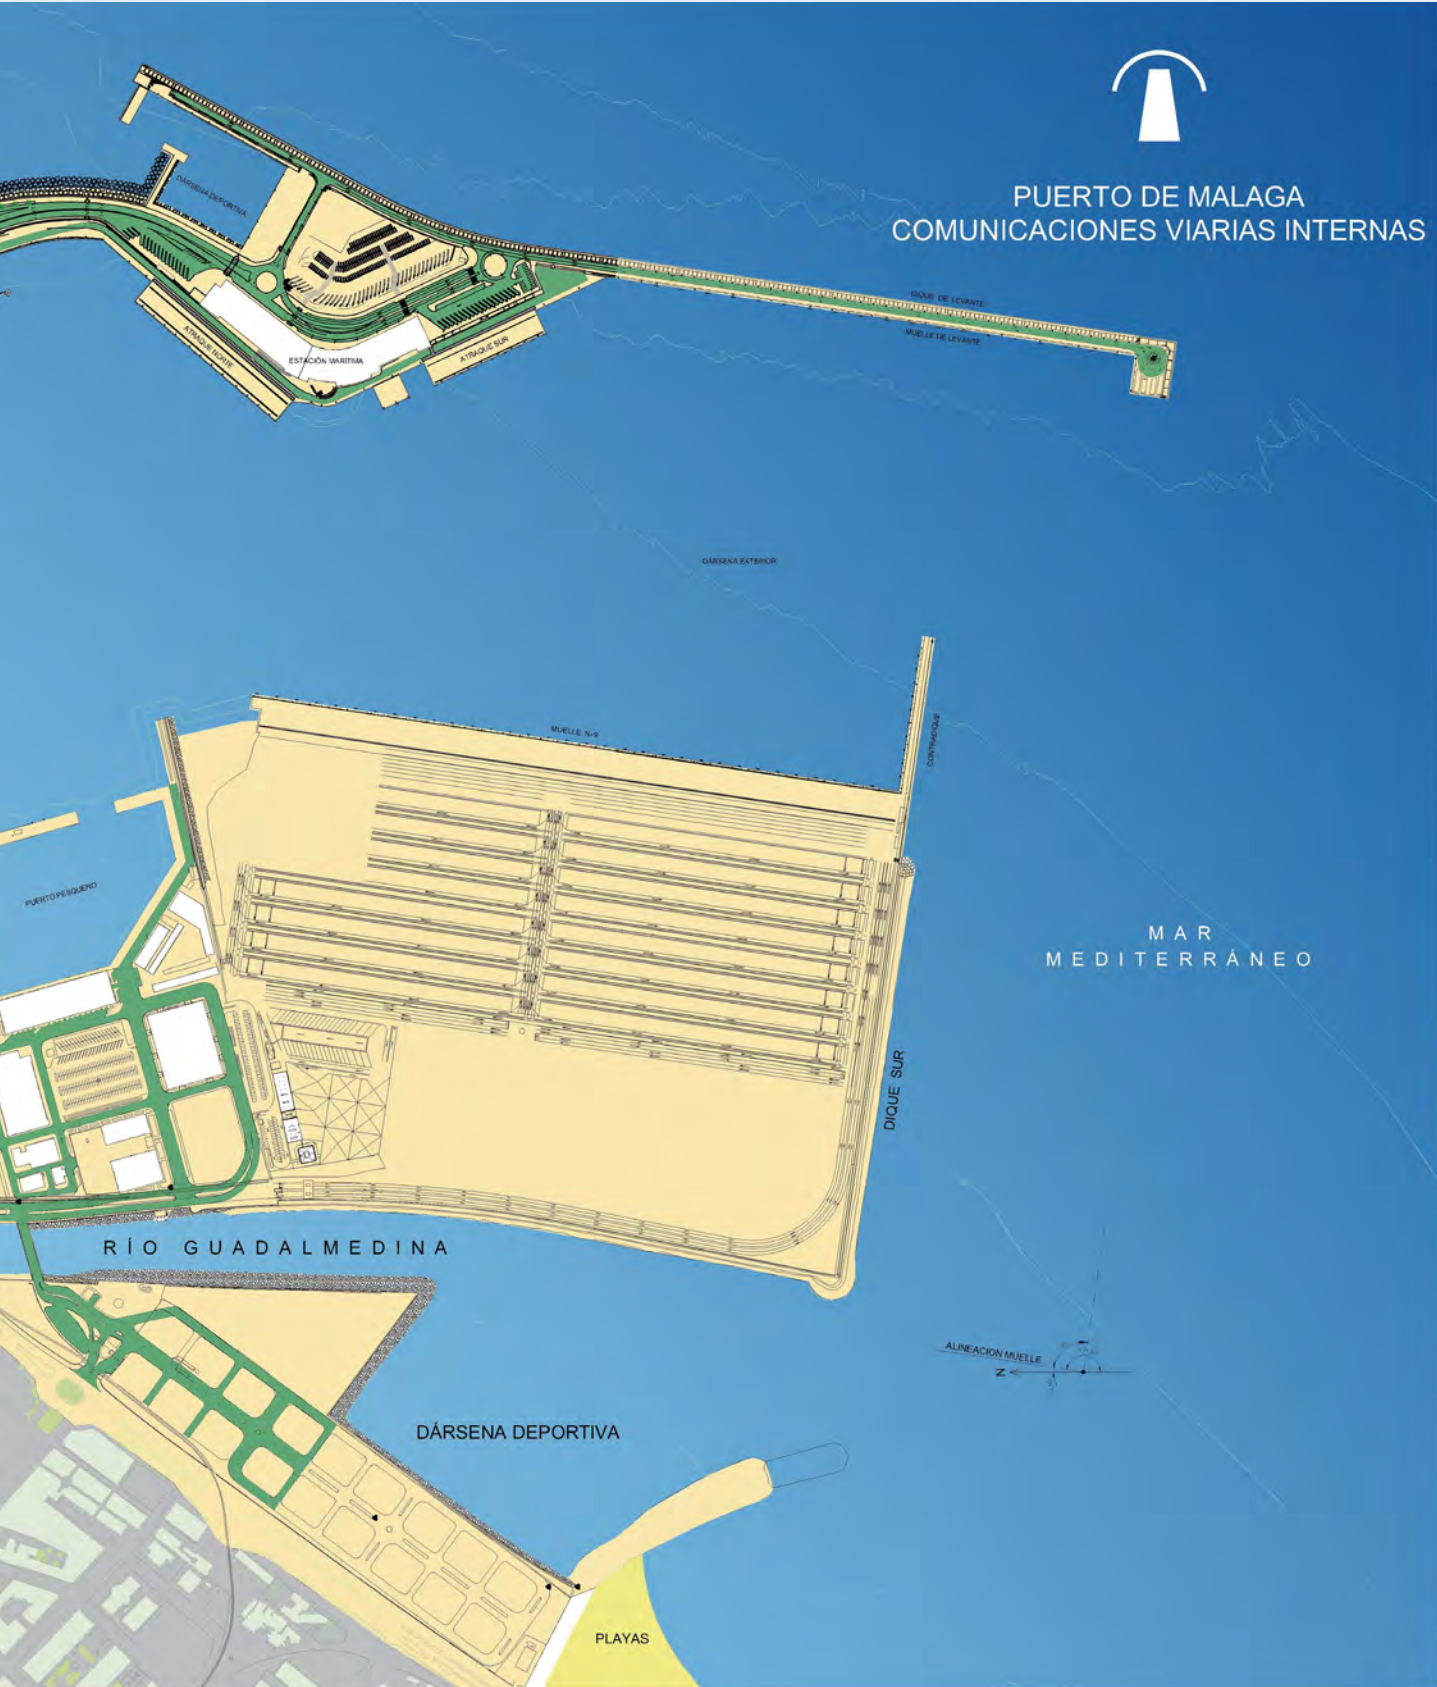 PUERTO DE MALAGA
COMUNICACIONES VIARIAS INTERNAS
DÁRSENA DEPORTIVA
DIQUE DE LEVANTE
MUELLE DE LEVANTE
ATRAQUE NORTE
ESTACIÓN MARÍTIMA
ATRAQUE SUR
DÁRSENA EXTERIOR
MUELLE N-9
CONTRADIQUE
PUERTO PESQUERO
MAR
MEDITERRÁNEO
DIQUE SUR
RÍO GUADALMEDINA
ALINEACION MUELLE
N
DÁRSENA DEPORTIVA
PLAYAS